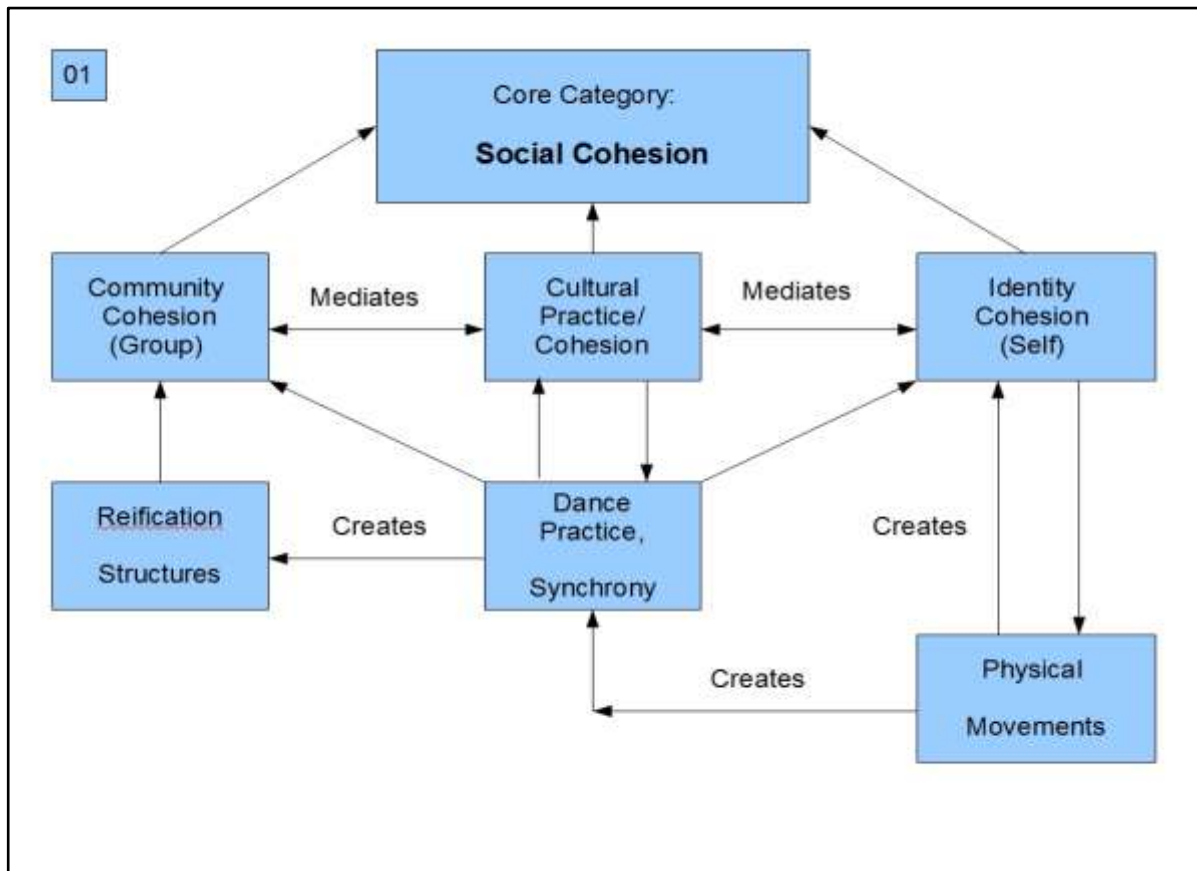 01
Core Category:
Social Cohesion
Community
Cohesion
(Group)
Mediates
Cultural
Practice/
Cohesion
Mediates
Identity
Cohesion
(Self)
Reification
Structures
Creates
Dance
Practice,
Synchrony
Creates
Creates
Physical
Movements